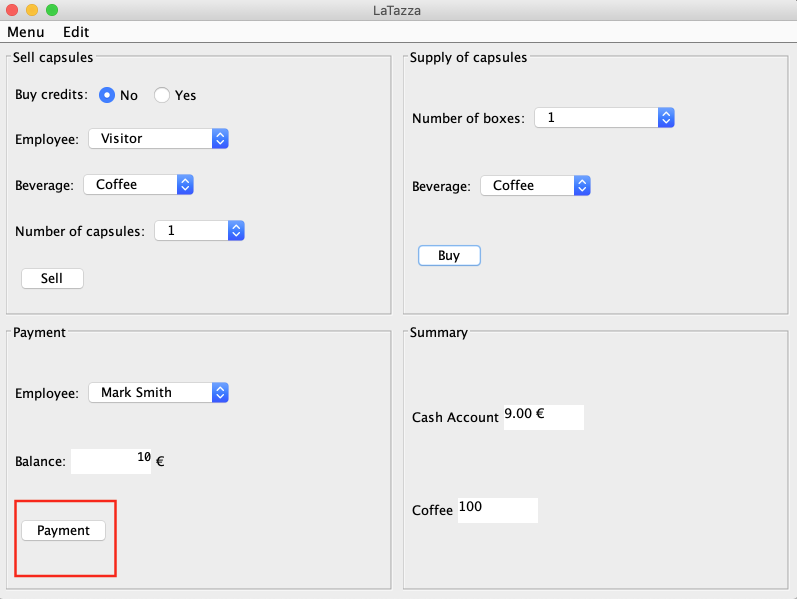 LaTazza
Menu Edit
Sell capsules
Buy credits: No Yes
Employee: Visitor
Beverage: Coffee
Number of capsules: 1
Sell
Supply of capsules
Number of boxes: 1
Beverage: Coffee
Buy
Payment
Employee: Mark Smith
Balance: 10 €
Payment
Summary
Cash Account 9.00 €
Coffee 100